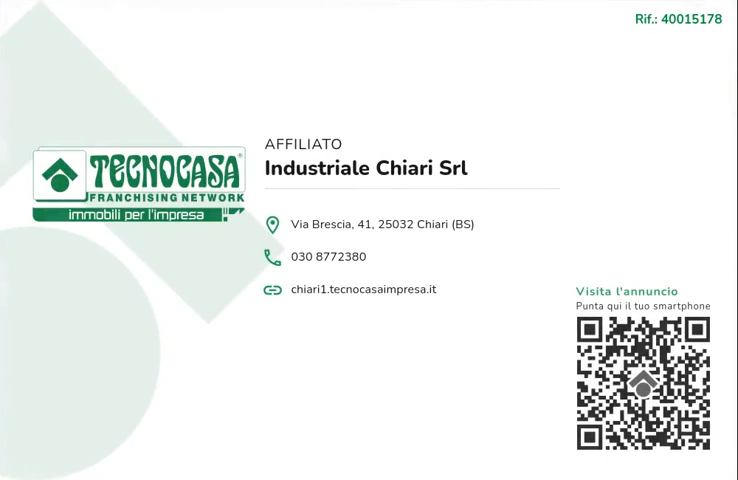 Rif.: 40015178
TECNOCASA®
FRANCHISING NETWORK
immobili per l'impresa
AFFILIATO
Industriale Chiari Srl
Via Brescia, 41, 25032 Chiari (BS)
030 8772380
chiari1.tecnocasaimpresa.it
Visita l'annuncio
Punta qui il tuo smartphone